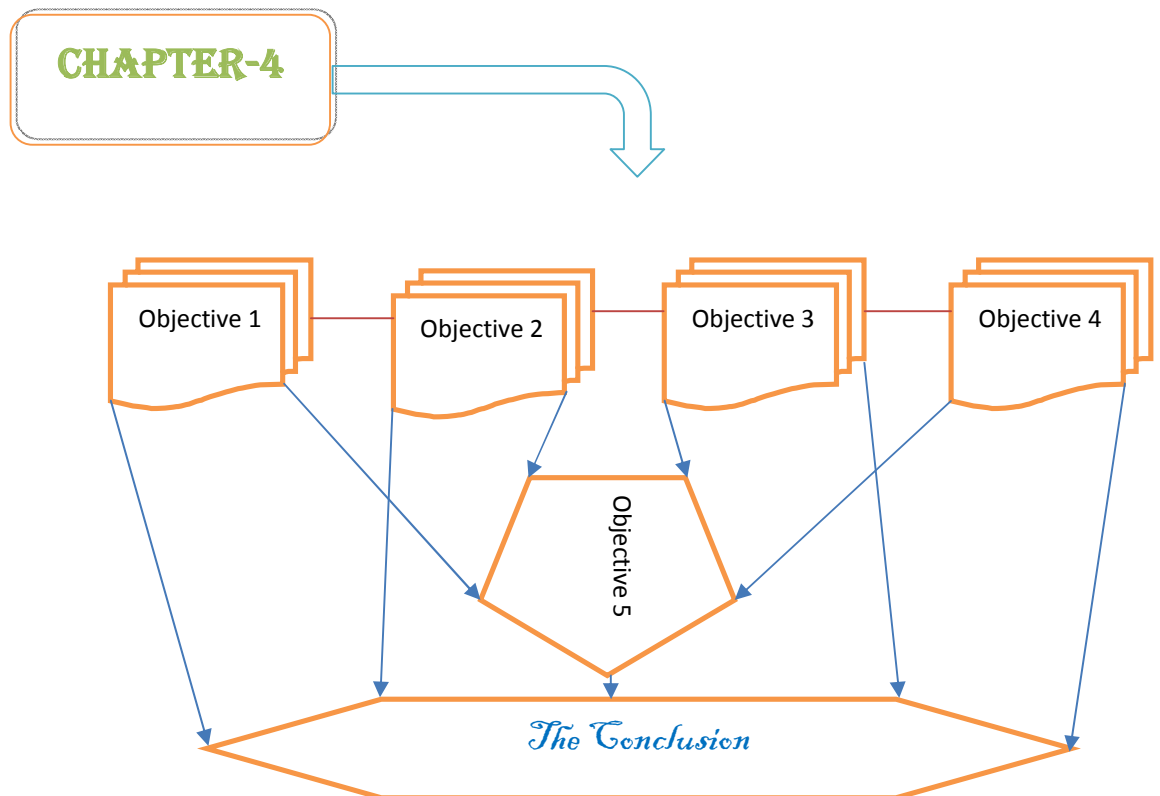 CHAPTER-4
Objective 1
Objective 2
Objective 3
Objective 4
Objective 5
The Conclusion